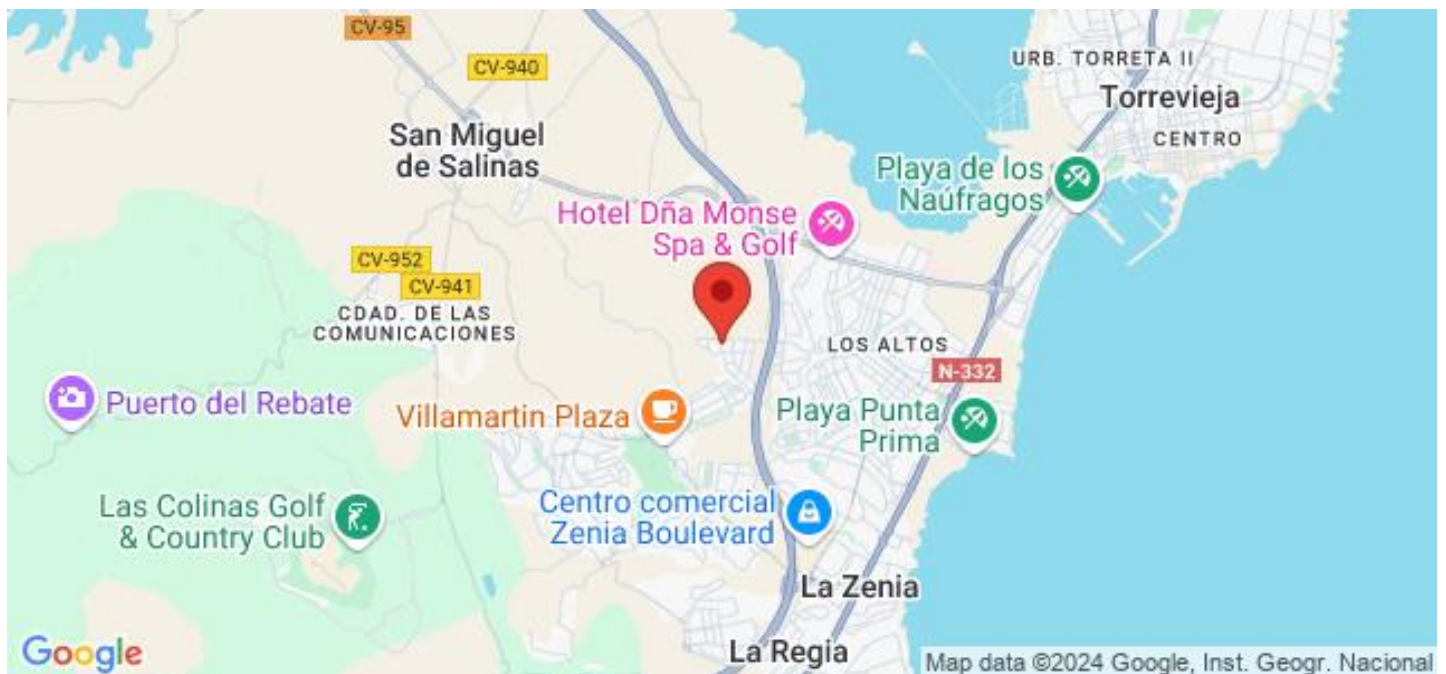 CV-95
CV-940
URB. TORRETA II
Torrevieja
CENTRO
San Miguel
de Salinas
Playa de los
Naúfragos
Hotel Dña Monse
Spa & Golf
CV-952
CV-941
CDAD. DE LAS
COMUNICACIONES
LOS ALTOS
N-332
Puerto del Rebate
Villamartin Plaza
Playa Punta
Prima
Las Colinas Golf
& Country Club
Centro comercial
Zenia Boulevard
La Zenia
La Regia
Google
Map data ©2024 Google, Inst. Geogr. Nacional